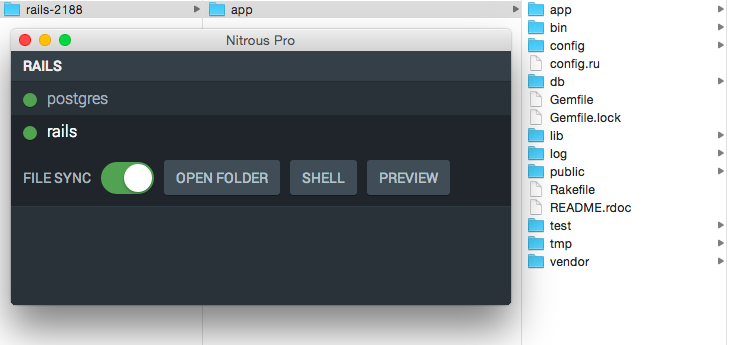 rails-2188
app
Nitrous Pro
RAILS
postgres
rails
FILE SYNC
OPEN FOLDER
SHELL
PREVIEW
app
bin
config
config.ru
db
Gemfile
Gemfile.lock
lib
log
public
Rakefile
README.rdoc
test
tmp
vendor